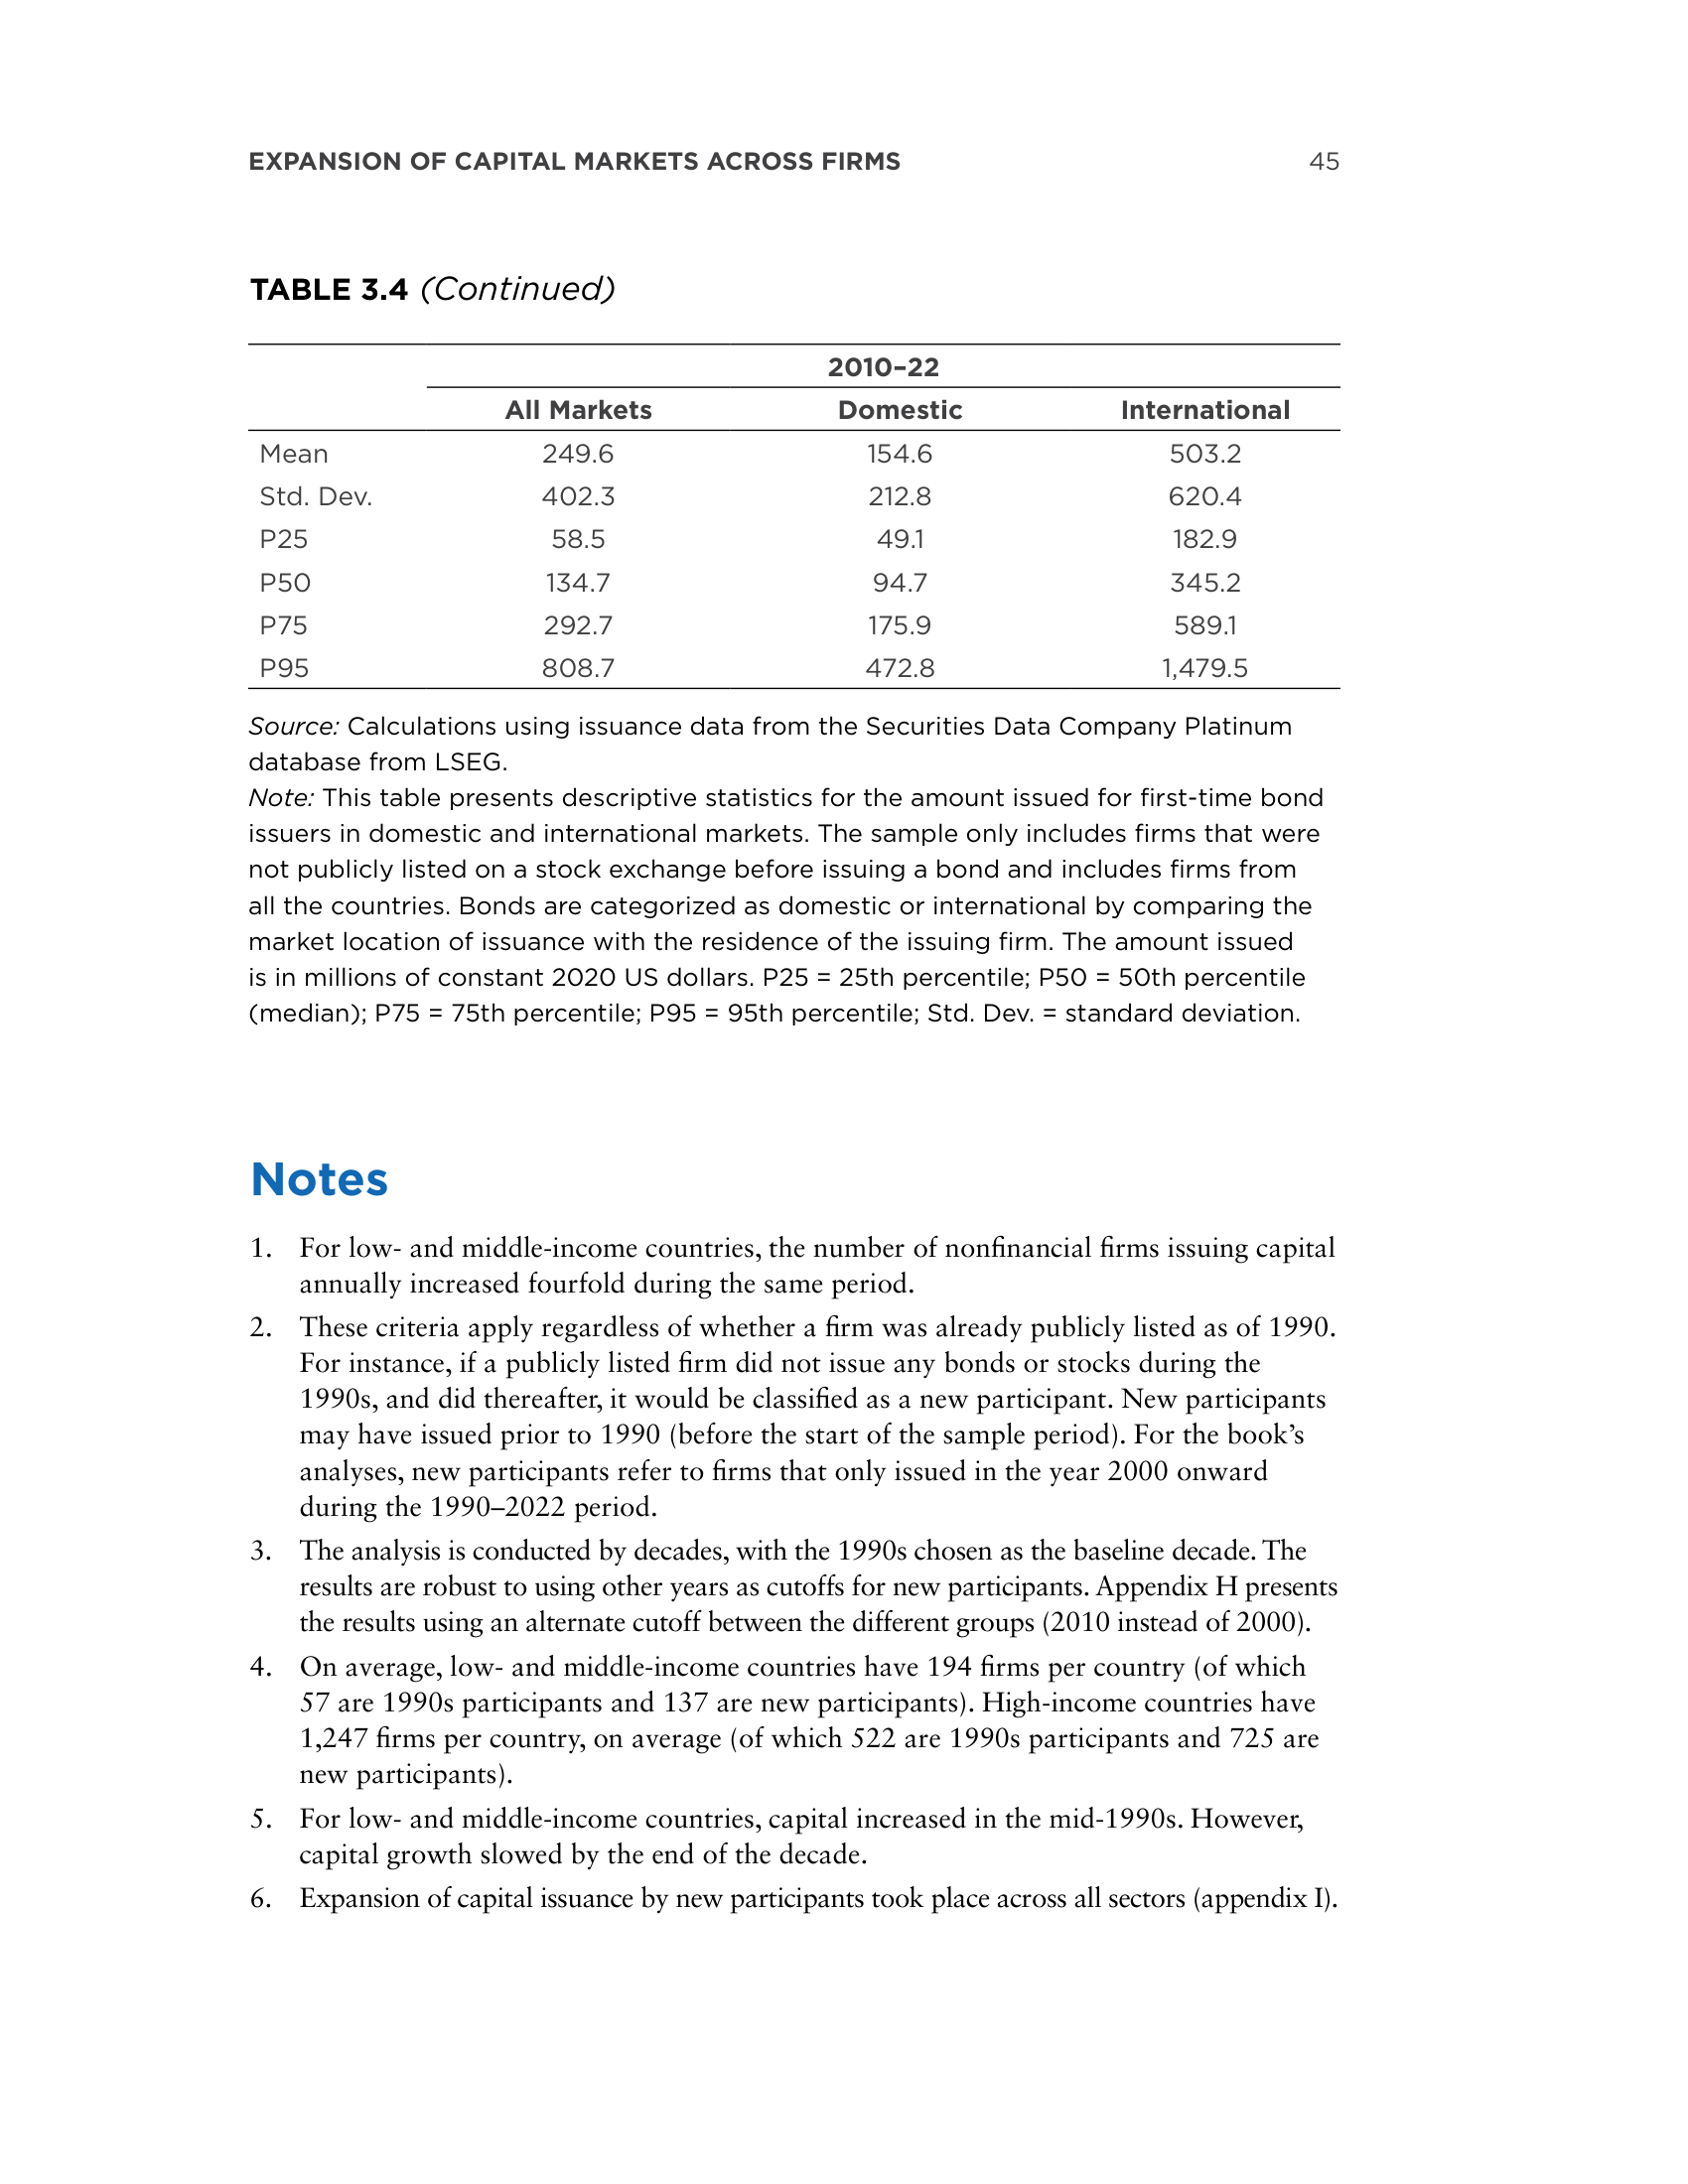 EXPANSION OF CAPITAL MARKETS ACROSS FIRMS 45
TABLE 3.4 (Continued)
2010–22
All Markets Domestic International
Mean 249.6 154.6 503.2
Std. Dev. 402.3 212.8 620.4
P25 58.5 49.1 182.9
P50 134.7 94.7 345.2
P75 292.7 175.9 589.1
P95 808.7 472.8 1,479.5
Source: Calculations using issuance data from the Securities Data Company Platinum
database from LSEG.
Note: This table presents descriptive statistics for the amount issued for first-time bond
issuers in domestic and international markets. The sample only includes firms that were
not publicly listed on a stock exchange before issuing a bond and includes firms from
all the countries. Bonds are categorized as domestic or international by comparing the
market location of issuance with the residence of the issuing firm. The amount issued
is in millions of constant 2020 US dollars. P25 = 25th percentile; P50 = 50th percentile
(median); P75 = 75th percentile; P95 = 95th percentile; Std. Dev. = standard deviation.
Notes
1. For low- and middle-income countries, the number of nonfinancial firms issuing capital
annually increased fourfold during the same period.
2. These criteria apply regardless of whether a firm was already publicly listed as of 1990.
For instance, if a publicly listed firm did not issue any bonds or stocks during the
1990s, and did thereafter, it would be classified as a new participant. New participants
may have issued prior to 1990 (before the start of the sample period). For the book’s
analyses, new participants refer to firms that only issued in the year 2000 onward
during the 1990–2022 period.
3. The analysis is conducted by decades, with the 1990s chosen as the baseline decade. The
results are robust to using other years as cutoffs for new participants. Appendix H presents
the results using an alternate cutoff between the different groups (2010 instead of 2000).
4. On average, low- and middle-income countries have 194 firms per country (of which
57 are 1990s participants and 137 are new participants). High-income countries have
1,247 firms per country, on average (of which 522 are 1990s participants and 725 are
new participants).
5. For low- and middle-income countries, capital increased in the mid-1990s. However,
capital growth slowed by the end of the decade.
6. Expansion of capital issuance by new participants took place across all sectors (appendix I).